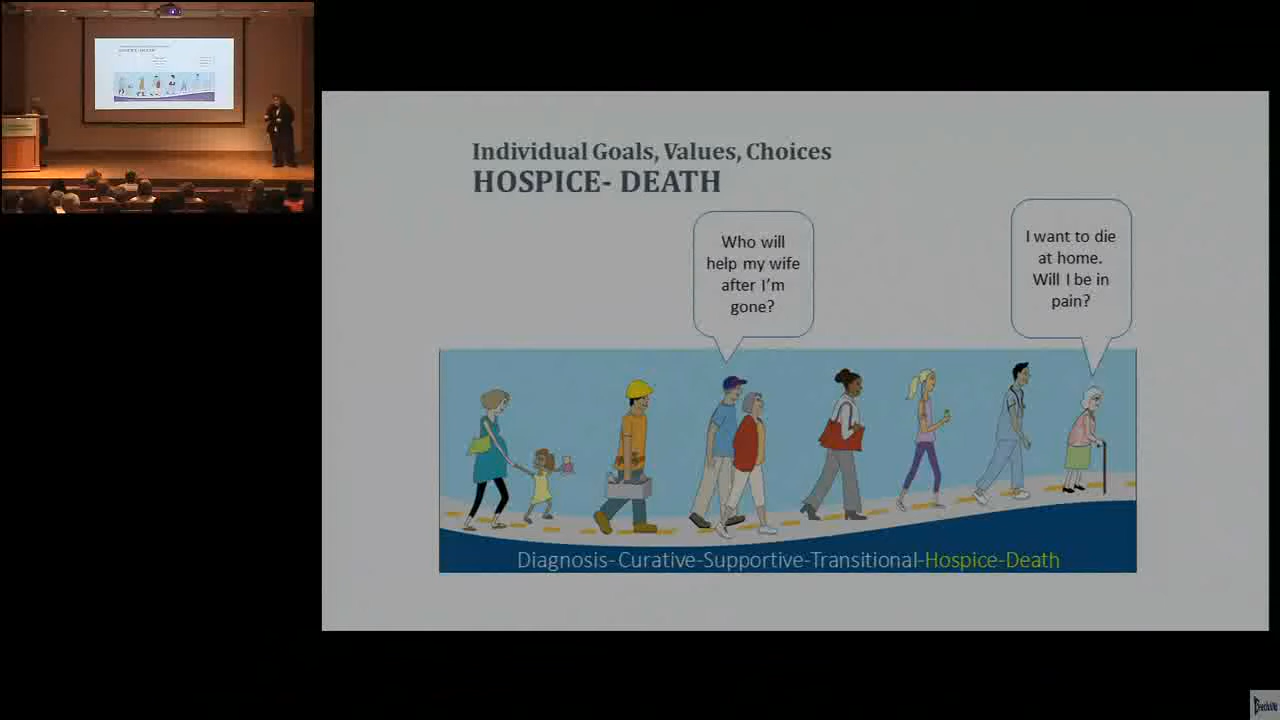 Individual Goals, Values, Choices
HOSPICE- DEATH
Who will
help my wife
after I'm
gone?
I want to die
at home.
Will I be in
pain?
Diagnosis-Curative-Supportive-Transitional-Hospice-Death